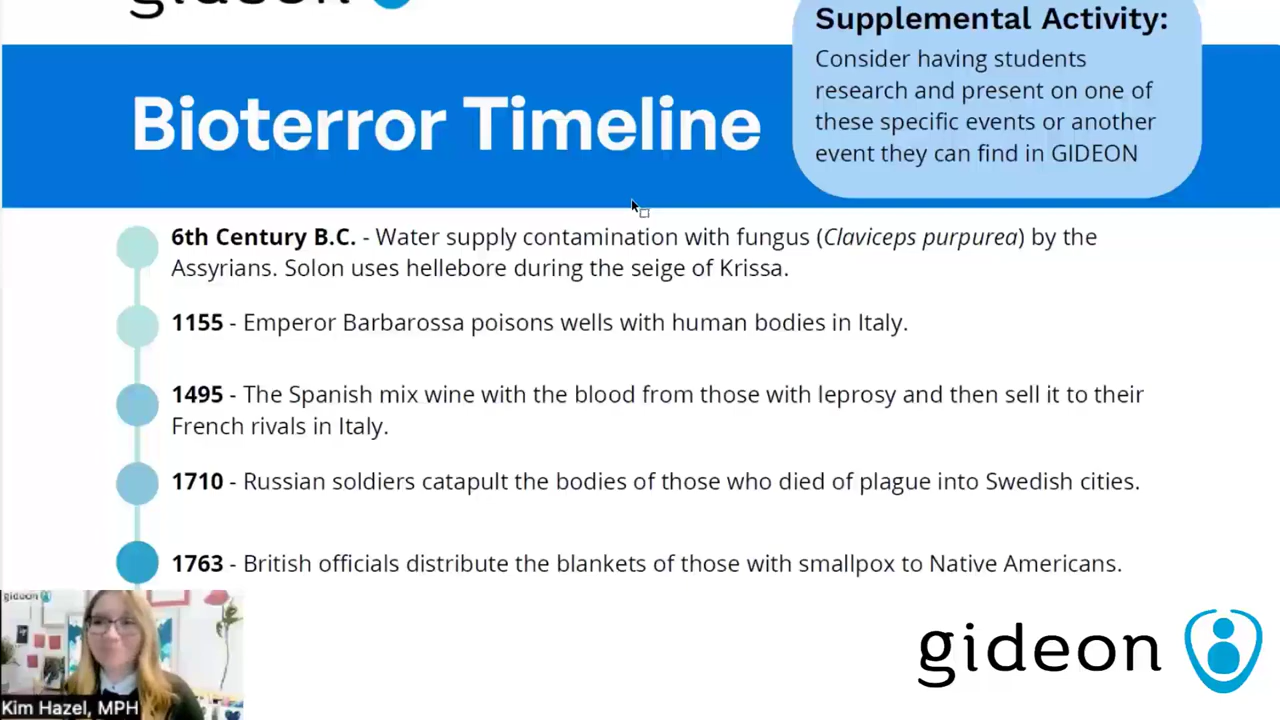 gideon
Supplemental Activity:
Consider having students
research and present on one of
these specific events or another
event they can find in GIDEON
Bioterror Timeline
6th Century B.C. - Water supply contamination with fungus (Claviceps purpurea) by the
Assyrians. Solon uses hellebore during the seige of Krissa.
1155 - Emperor Barbarossa poisons wells with human bodies in Italy.
1495 - The Spanish mix wine with the blood from those with leprosy and then sell it to their
French rivals in Italy.
1710 - Russian soldiers catapult the bodies of those who died of plague into Swedish cities.
1763 - British officials distribute the blankets of those with smallpox to Native Americans.
gideon
Kim Hazel, MPH
gideon